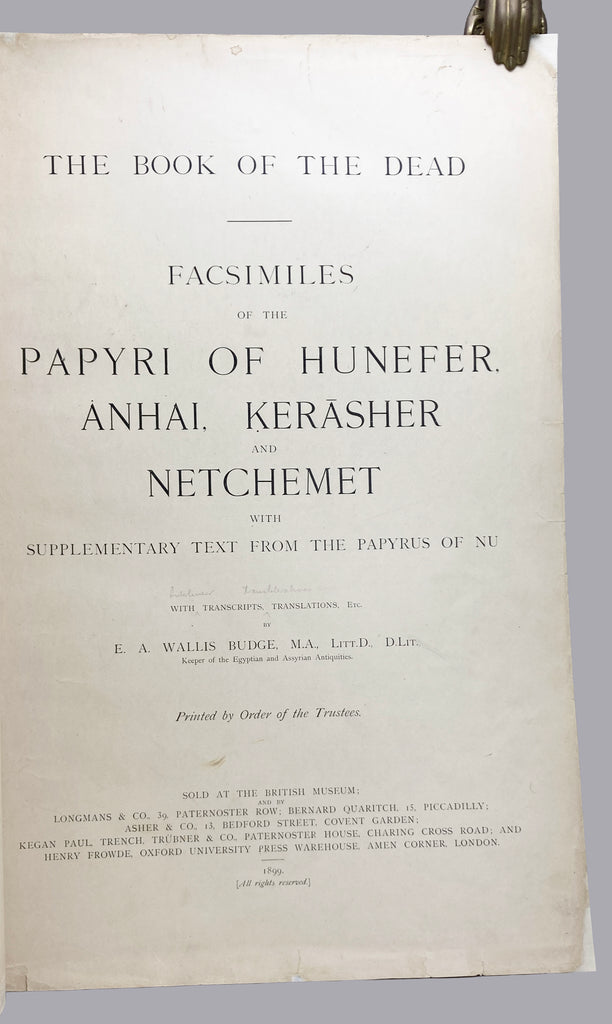 THE BOOK OF THE DEAD
FACSIMILES
OF THE
PAPYRI OF HUNEFER,
ȦNHAI, ḲERĀSHER
AND
NETCHEMET
WITH
SUPPLEMENTARY TEXT FROM THE PAPYRUS OF NU
WITH TRANSCRIPTS, TRANSLATIONS, Etc.
BY
E. A. WALLIS BUDGE, M.A., Litt.D., D.Lit.,
Keeper of the Egyptian and Assyrian Antiquities.
Printed by Order of the Trustees.
SOLD AT THE BRITISH MUSEUM;
AND BY
LONGMANS & CO., 39, PATERNOSTER ROW; BERNARD QUARITCH, 15, PICCADILLY;
ASHER & CO., 13, BEDFORD STREET, COVENT GARDEN;
KEGAN PAUL, TRENCH, TRÜBNER & CO., PATERNOSTER HOUSE, CHARING CROSS ROAD; AND
HENRY FROWDE, OXFORD UNIVERSITY PRESS WAREHOUSE, AMEN CORNER, LONDON.
1899.
[All rights reserved.]